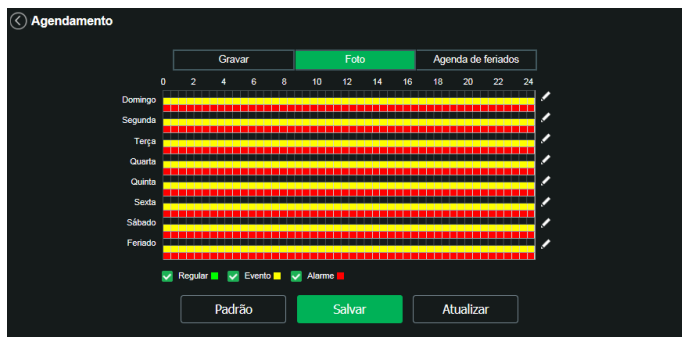 Agendamento
Gravar Foto Agenda de feriados
0 2 4 6 8 10 12 14 16 18 20 22 24
Domingo
Segunda
Terça
Quarta
Quinta
Sexta
Sábado
Feriado
Regular Evento Alarme
Padrão Salvar Atualizar